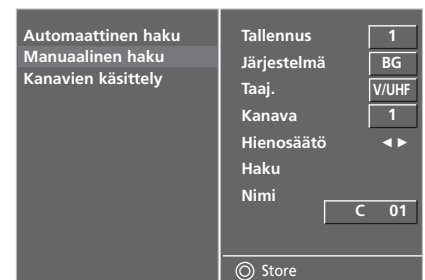 Automaattinen haku
Manuaalinen haku
Kanavien käsittely
Tallennus 1
Järjestelmä BG
Taaj. V/UHF
Kanava 1
Hienosäätö ◄►
Haku
Nimi
C 01
Store